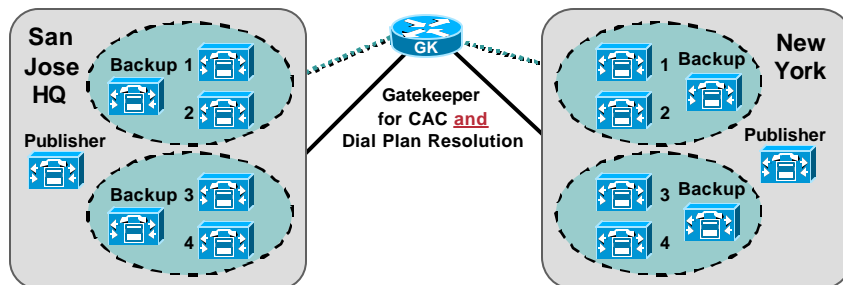 San
Jose
HQ
Backup 1
2
Publisher
Backup 3
4
GK
Gatekeeper
for CAC and
Dial Plan Resolution
New
York
1 Backup
2
Publisher
3 Backup
4